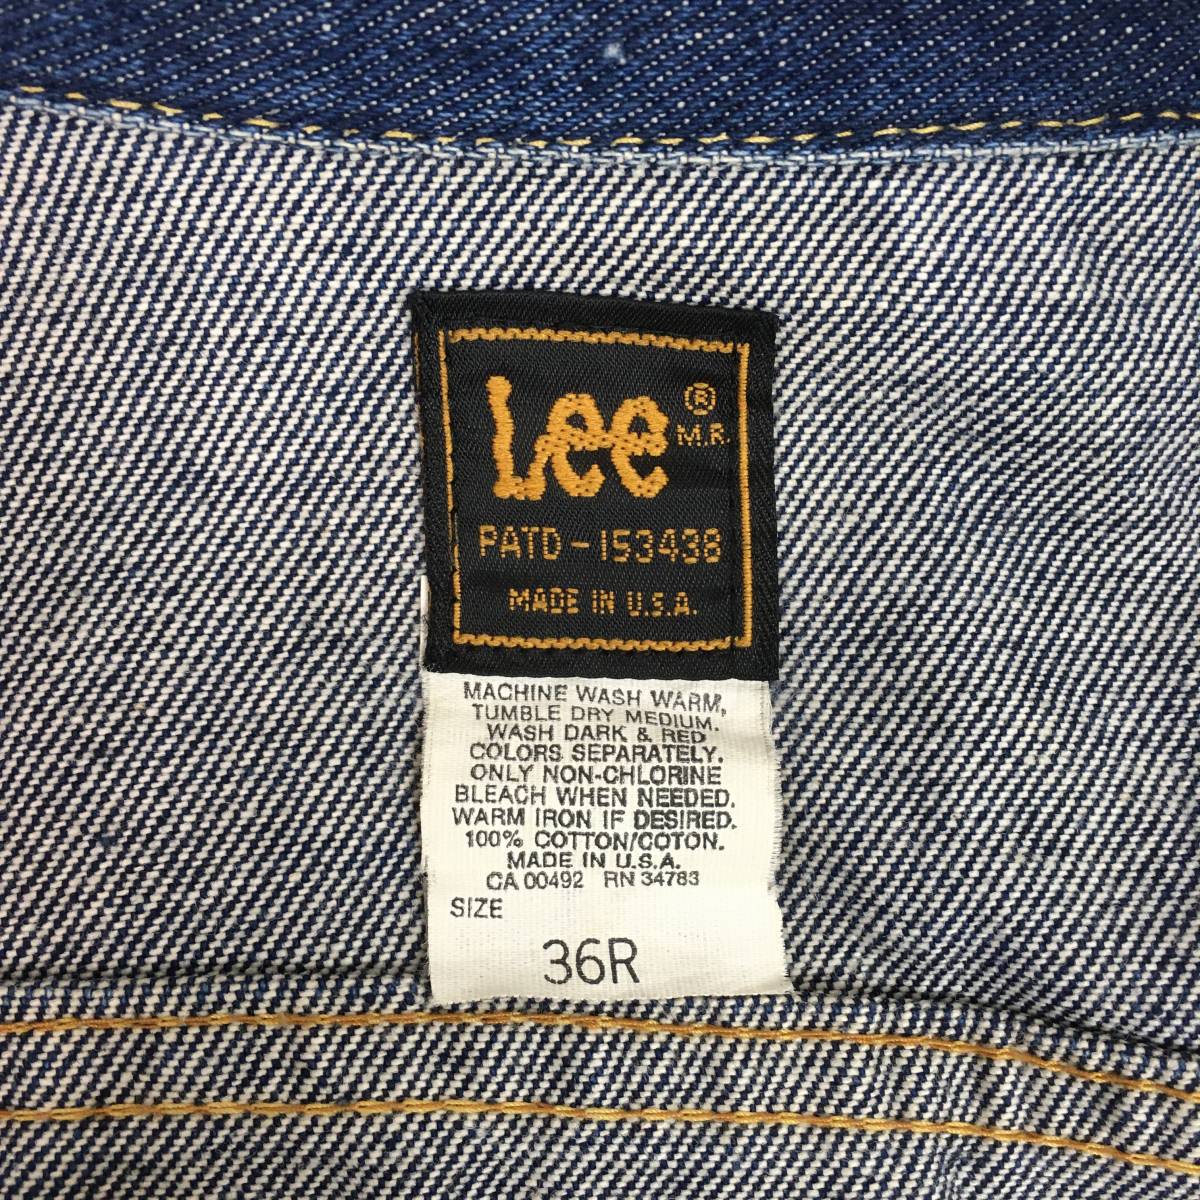 Lee ®
M.R.
PATD-153438
MADE IN U.S.A.
MACHINE WASH WARM,
TUMBLE DRY MEDIUM.
WASH DARK & RED
COLORS SEPARATELY.
ONLY NON-CHLORINE
BLEACH WHEN NEEDED.
WARM IRON IF DESIRED.
100% COTTON/COTON.
MADE IN U.S.A.
CA 00492 RN 34783
SIZE
36R